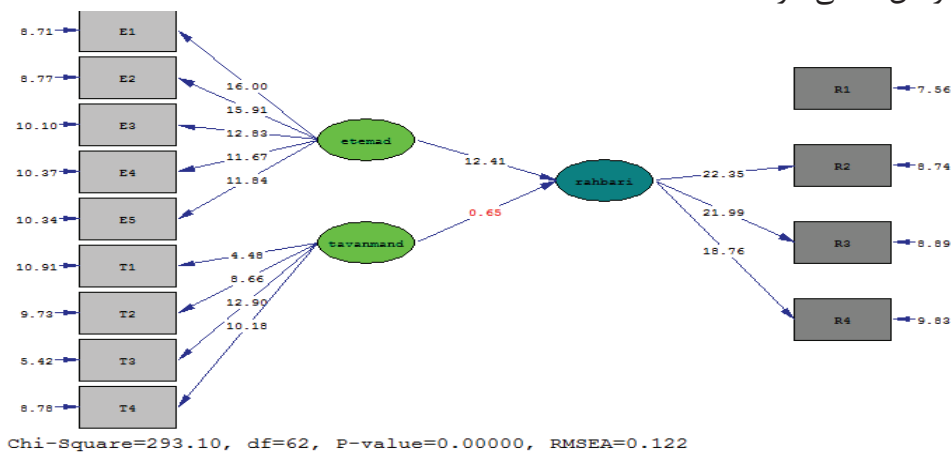 8.71 E1
8.77 E2
10.10 E3
10.37 E4
10.34 E5
10.91 T1
9.73 T2
5.42 T3
8.78 T4
16.00
15.91
12.83
11.67
11.84
4.48
8.66
12.90
10.18
etemad
tavanmand
12.41
0.65
rahbari
22.35
21.99
18.76
R1 7.56
R2 8.74
R3 8.89
R4 9.83
Chi-Square=293.10, df=62, P-value=0.00000, RMSEA=0.122